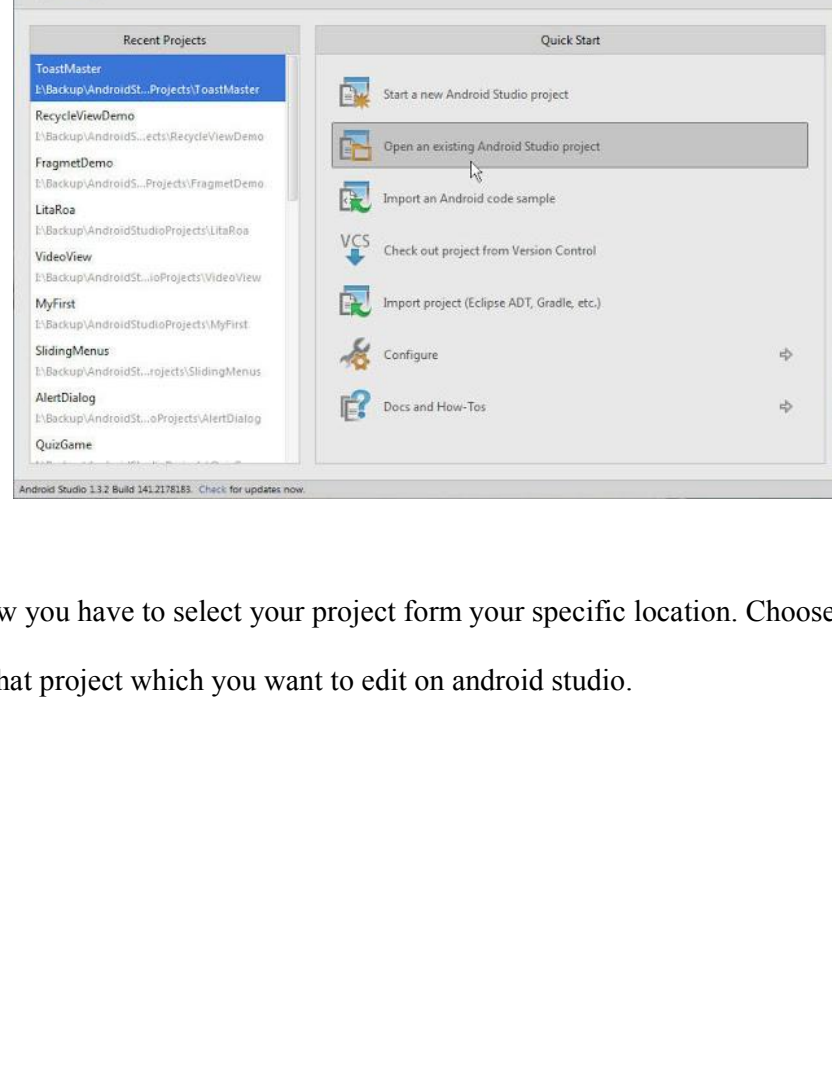 Recent Projects
ToastMaster
I:\Backup\AndroidSt...Projects\ToastMaster
RecycleViewDemo
I:\Backup\AndroidS...ects\RecycleViewDemo
FragmetDemo
I:\Backup\AndroidS...Projects\FragmetDemo
LitaRoa
I:\Backup\AndroidStudioProjects\LitaRoa
VideoView
I:\Backup\AndroidSt...ioProjects\VideoView
MyFirst
I:\Backup\AndroidStudioProjects\MyFirst
SlidingMenus
I:\Backup\AndroidSt...rojects\SlidingMenus
AlertDialog
I:\Backup\AndroidSt...oProjects\AlertDialog
QuizGame
Quick Start
Start a new Android Studio project
Open an existing Android Studio project
Import an Android code sample
VCS
Check out project from Version Control
Import project (Eclipse ADT, Gradle, etc.)
Configure
Docs and How-Tos
Android Studio 1.3.2 Build 141.2178183. Check for updates now.
w you have to select your project form your specific location. Choose
hat project which you want to edit on android studio.